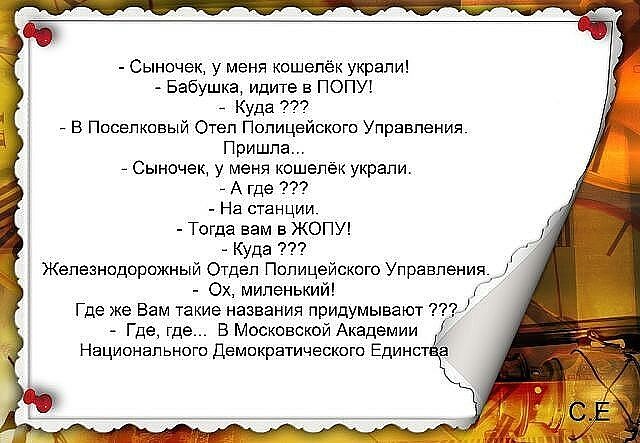 - Сыночек, у меня кошелёк украли!
- Бабушка, идите в ПОПУ!
- Куда ???
- В Поселковый Отел Полицейского Управления.
Пришла...
- Сыночек, у меня кошелёк украли.
- А где ???
- На станции.
- Тогда вам в ЖОПУ!
- Куда ???
Железнодорожный Отдел Полицейского Управления.
- Ох, миленький!
Где же Вам такие названия придумывают ???
- Где, где... В Московской Академии
Национального Демократического Единства
С.Е